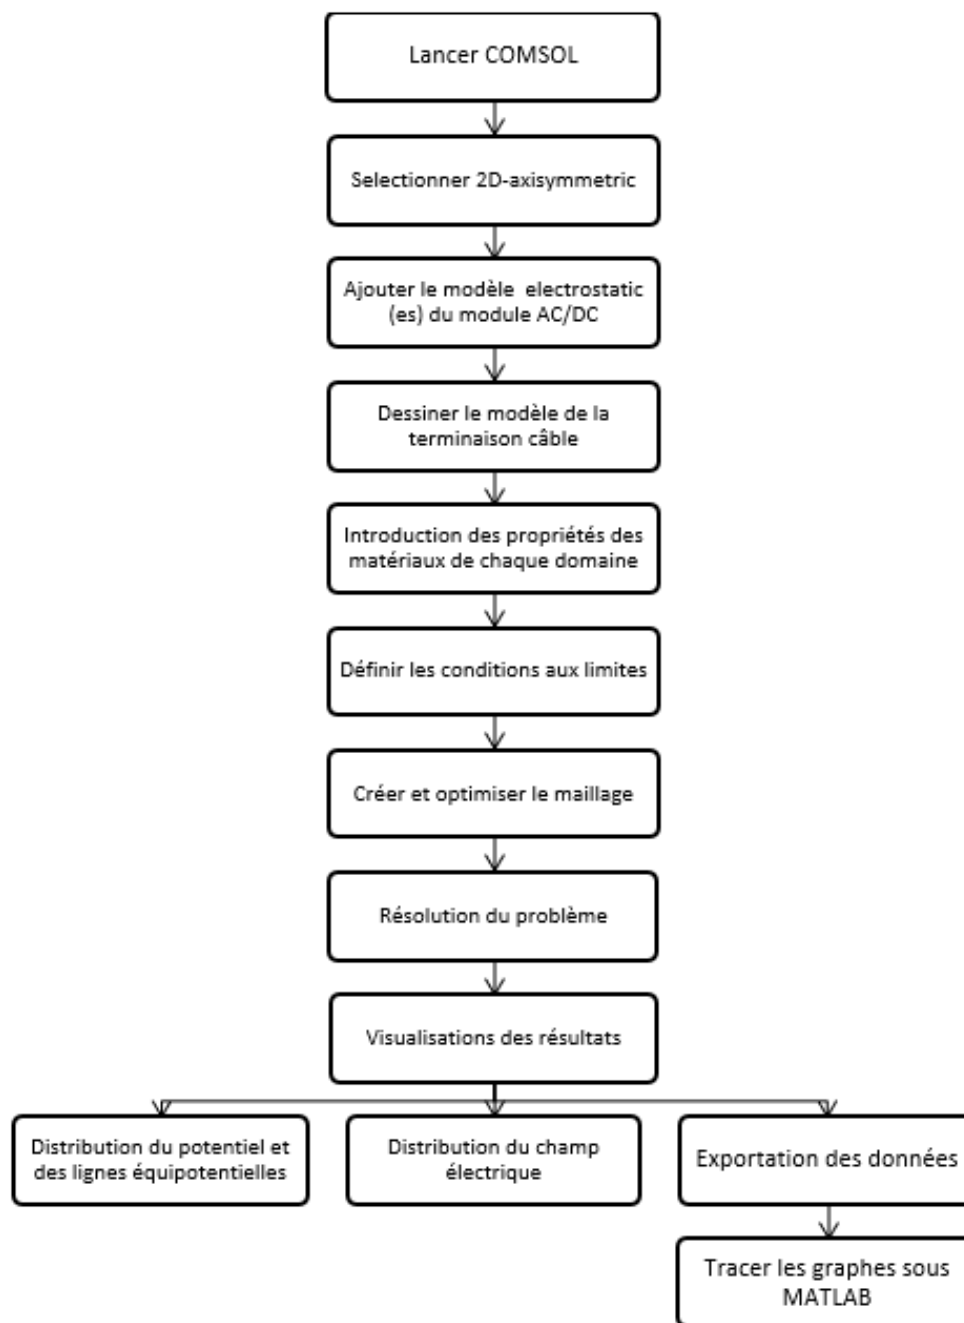 Lancer COMSOL
Selectionner 2D-axisymmetric
Ajouter le modèle electrostatic
(es) du module AC/DC
Dessiner le modèle de la
terminaison câble
Introduction des propriétés des
matériaux de chaque domaine
Définir les conditions aux limites
Créer et optimiser le maillage
Résolution du problème
Visualisations des résultats
Distribution du potentiel et
des lignes équipotentielles
Distribution du champ
électrique
Exportation des données
Tracer les graphes sous
MATLAB